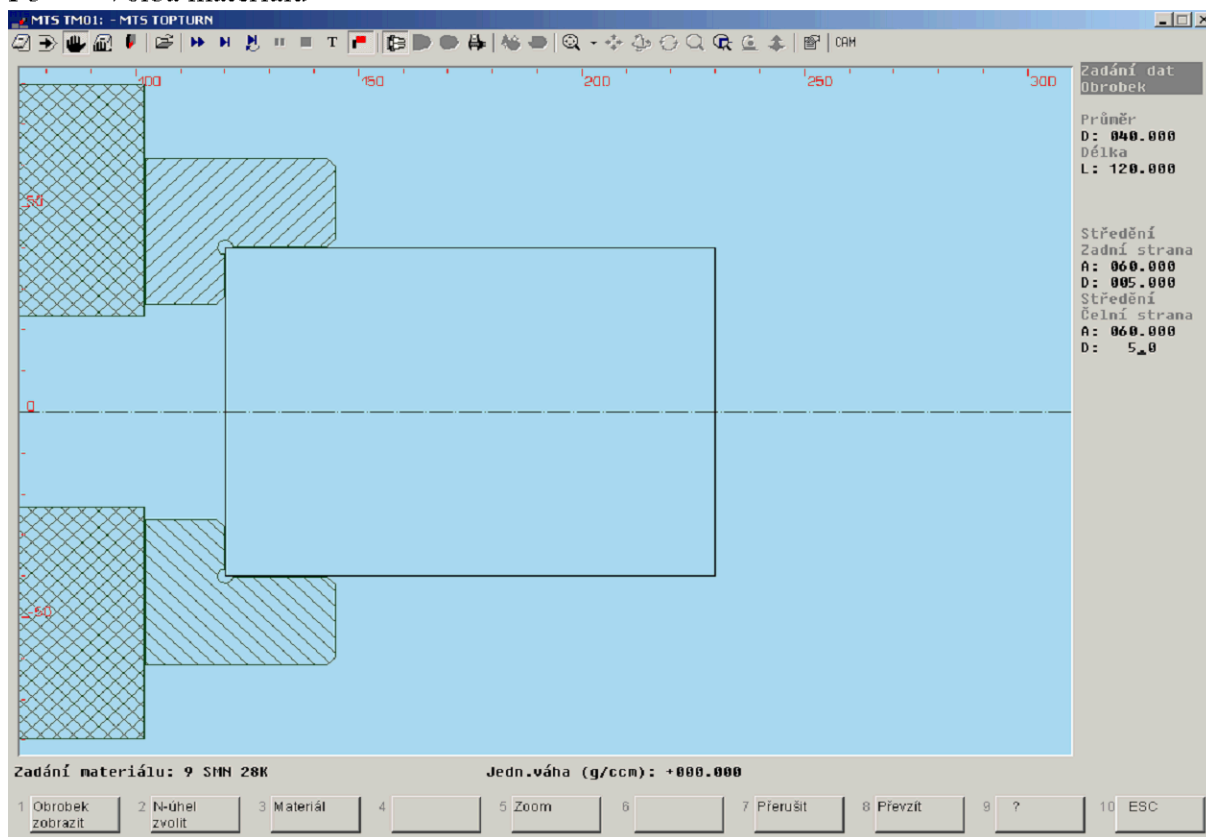 MTS TM01: - MTS TOPTURN
T CAM
100 150 200 250 300
50
0
-50
Zadání dat
Obrobek
Průměr
D: 040.000
Délka
L: 120.000
Středění
Zadní strana
A: 060.000
D: 005.000
Středění
Čelní strana
A: 060.000
D: 5.0
Zadání materiálu: 9 SMN 28K Jedn.váha (g/ccm): +000.000
1 Obrobek zobrazit 2 N-úhel zvolit 3 Materiál 4 5 Zoom 6 7 Přerušit 8 Převzít 9 ? 10 ESC